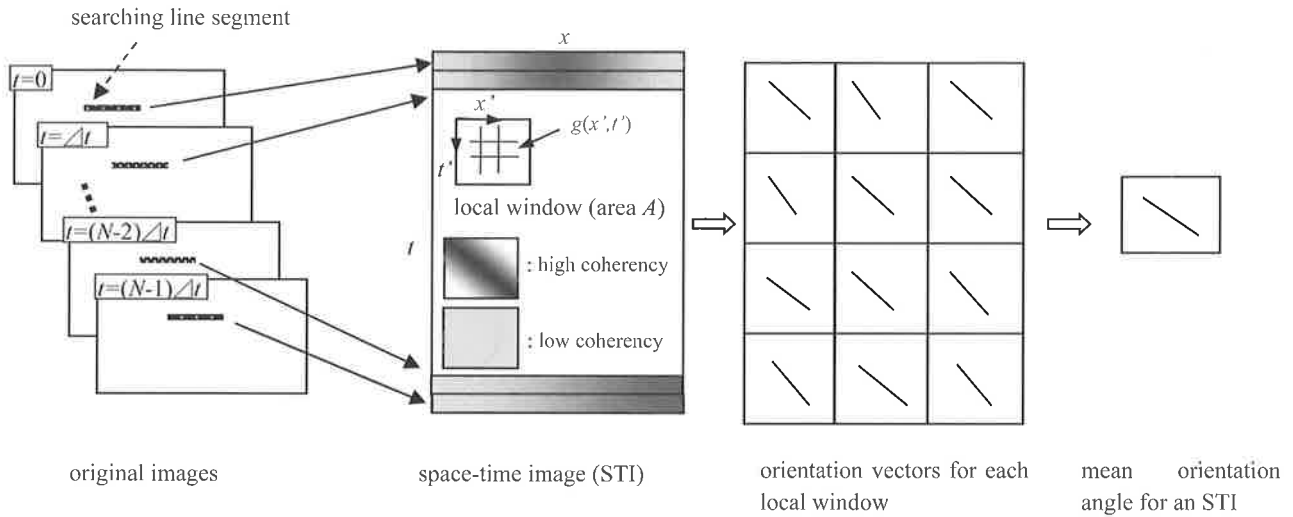 searching line segment
t=0
t=⊿t
t=(N-2)⊿t
t=(N-1)⊿t
original images
x
x'
g(x',t')
t'
local window (area A)
t
: high coherency
: low coherency
space-time image (STI)
orientation vectors for each
local window
mean orientation
angle for an STI